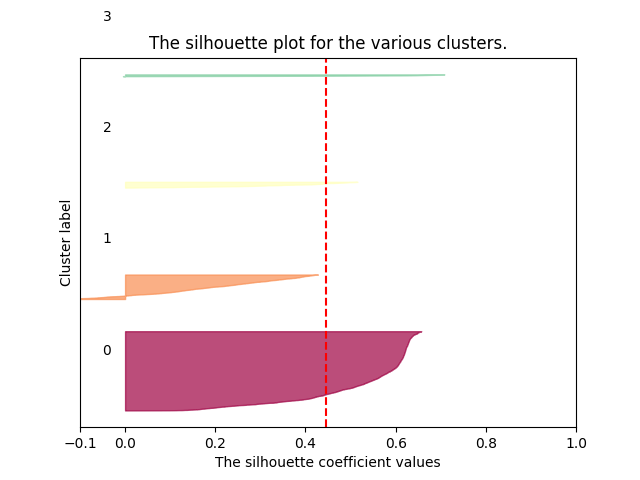 3
The silhouette plot for the various clusters.
2
1
0
Cluster label
−0.1 0.0 0.2 0.4 0.6 0.8 1.0
The silhouette coefficient values